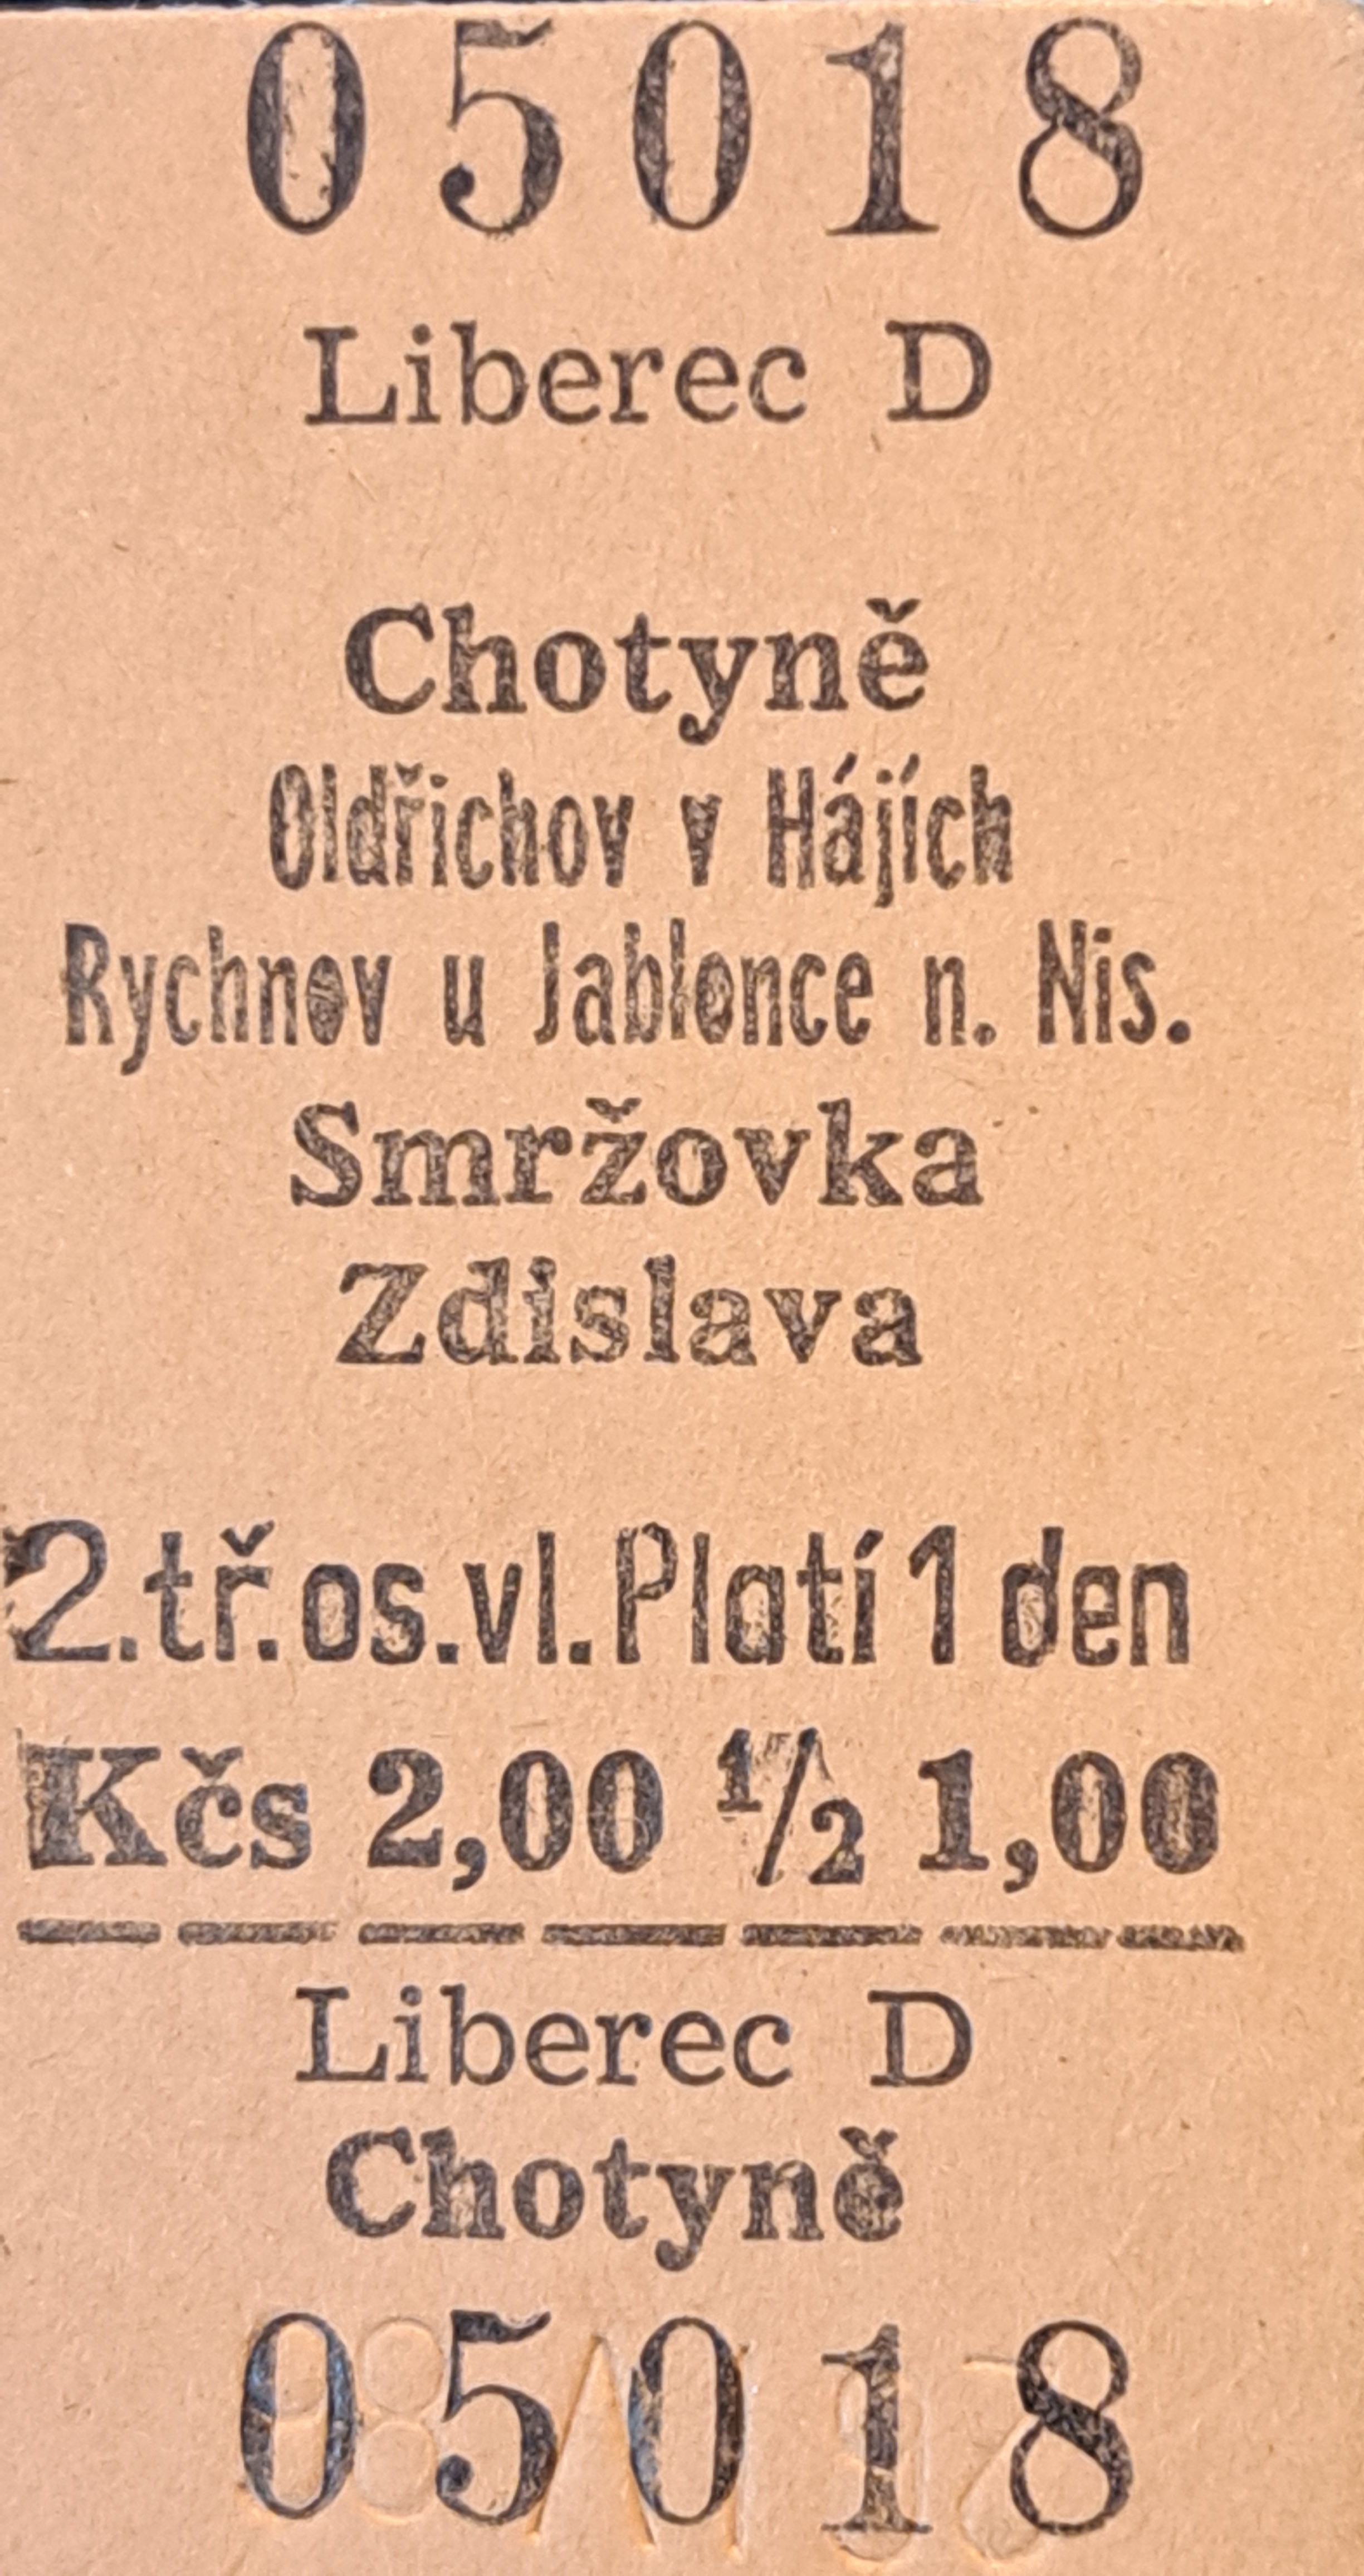 05018
Liberec D
Chotyně
Oldřichov v Hájích
Rychnov u Jablonce n. Nis.
Smržovka
Zdislava
2.tř.os.vl.Platí 1 den
Kčs 2,00 ½ 1,00
Liberec D
Chotyně
05018